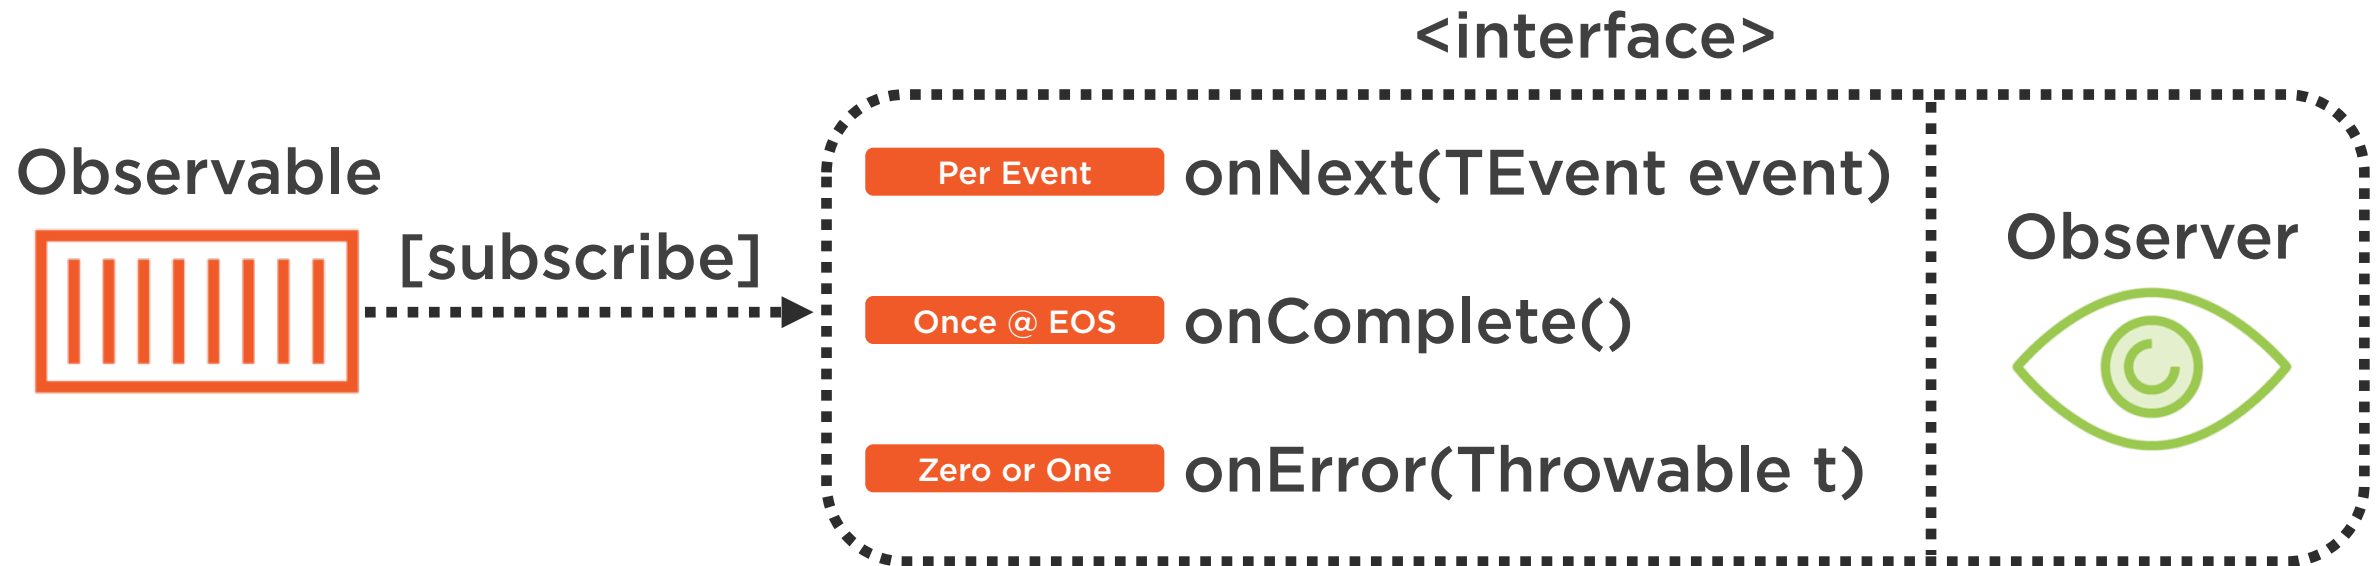 <interface>
Observable
[subscribe]
Per Event onNext(TEvent event)
Once @ EOS onComplete()
Zero or One onError(Throwable t)
Observer